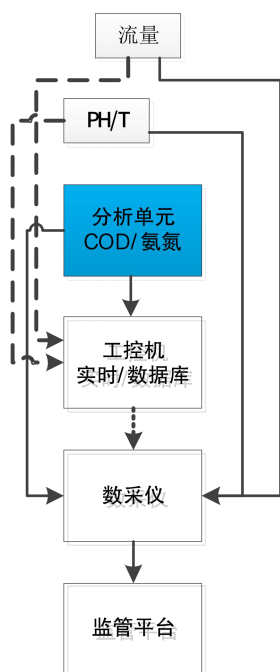 流量
PH/T
分析单元
COD/氨氮
工控机
实时/数据库
数采仪
监管平台